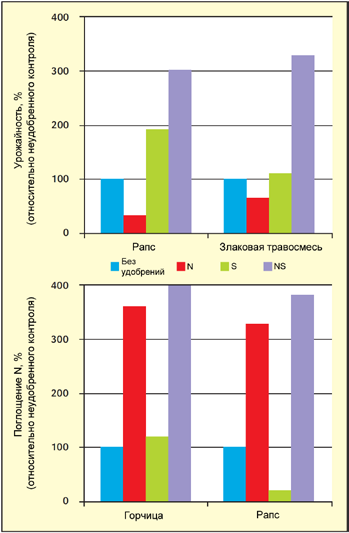 Урожайность, %
(относительно неудобренного контроля)
400
300
200
100
0
Рапс Злаковая травосмесь
Без удобрений N S NS
Поглощение N, %
(относительно неудобренного контроля)
400
300
200
100
0
Горчица Рапс